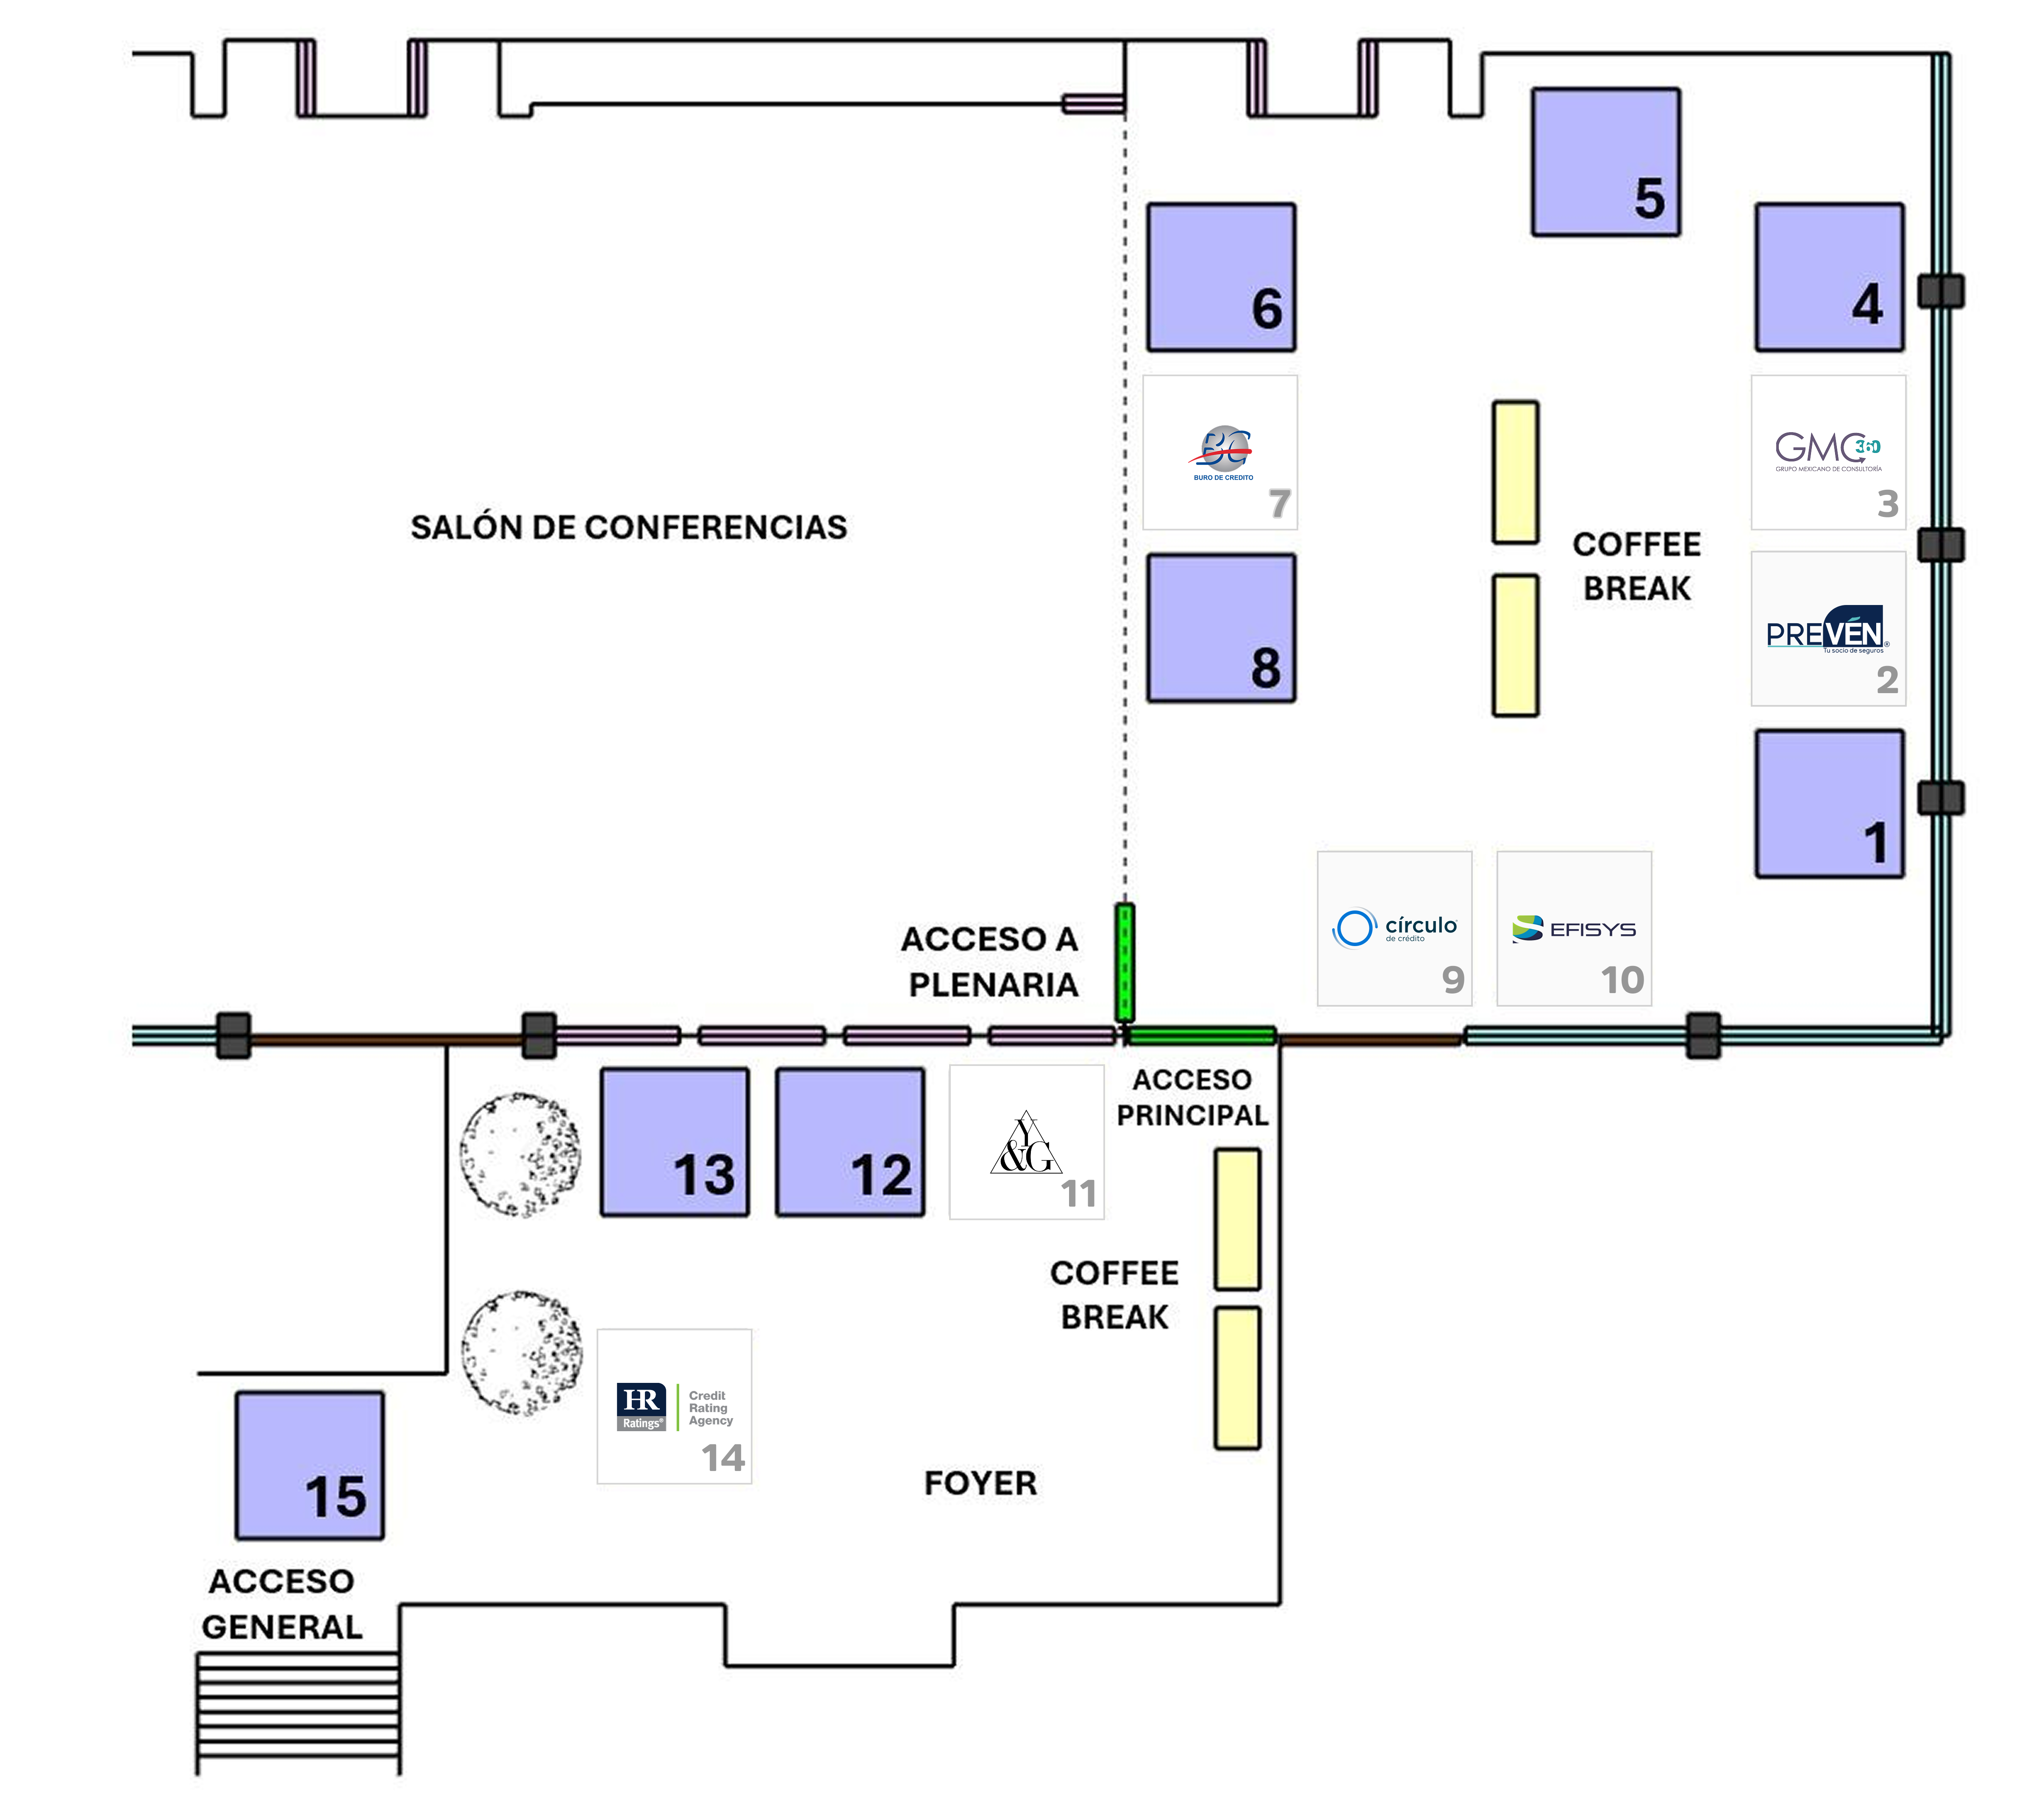 5
6
4
BC
BURO DE CREDITO
7
GMC360
GRUPO MEXICANO DE CONSULTORÍA
3
SALÓN DE CONFERENCIAS
COFFEE
BREAK
8
PREVÉN®
Tu socio de seguros
2
1
ACCESO A
PLENARIA
círculo
de crédito
9
EFISYS
10
13
12
Y
&G
11
ACCESO
PRINCIPAL
COFFEE
BREAK
HR
Ratings®
Credit
Rating
Agency
14
15
FOYER
ACCESO
GENERAL